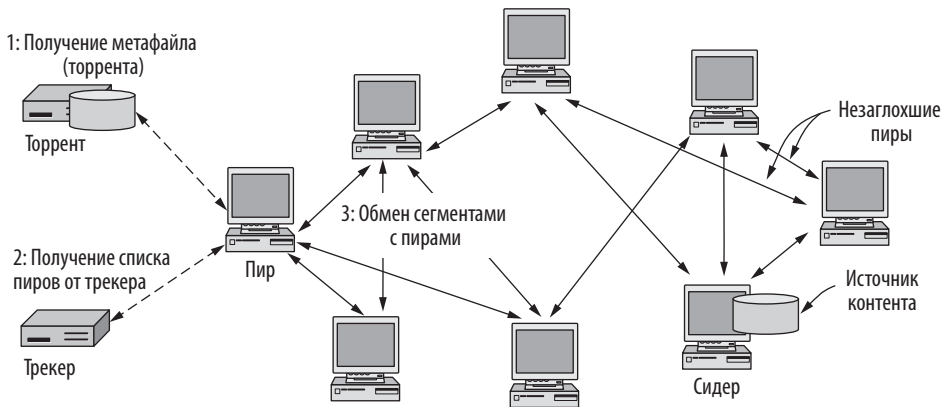 1: Получение метафайла
(торрента)
Торрент
2: Получение списка
пиров от трекера
Трекер
Пир
3: Обмен сегментами
с пирами
Незаглохшие
пиры
Источник
контента
Сидер